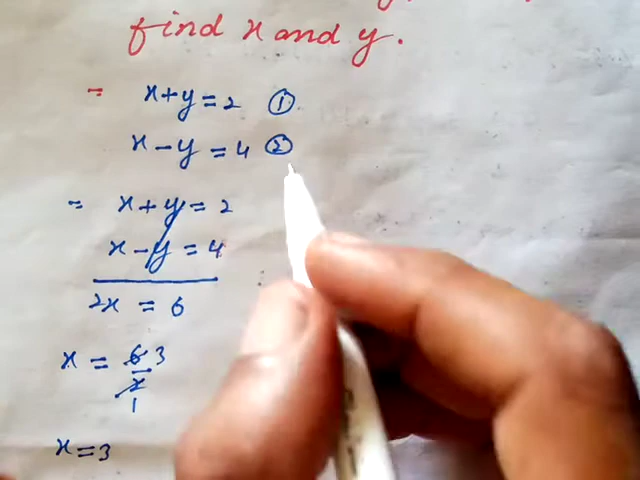 find x and y.
= x+y = 2 ①
x - y = 4 ②
= x + y = 2
x - y = 4
2x = 6
x = 6 3
2
1
x = 3